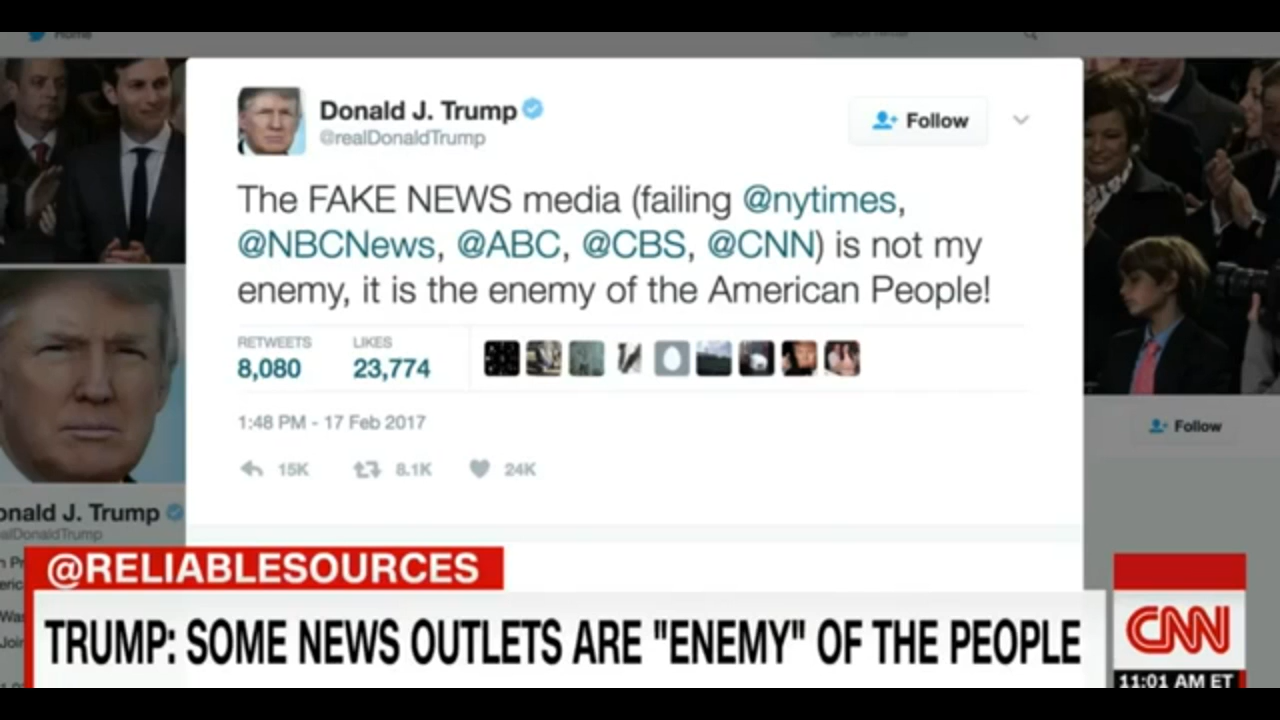 Home
Donald J. Trump
@realDonaldTrump
Follow
The FAKE NEWS media (failing @nytimes,
@NBCNews, @ABC, @CBS, @CNN) is not my
enemy, it is the enemy of the American People!
RETWEETS LIKES
8,080 23,774
1:48 PM - 17 Feb 2017
15K 8.1K 24K
Follow
onald J. Trump
alDonaldTrump
@RELIABLESOURCES
TRUMP: SOME NEWS OUTLETS ARE "ENEMY" OF THE PEOPLE
CNN
11:01 AM ET